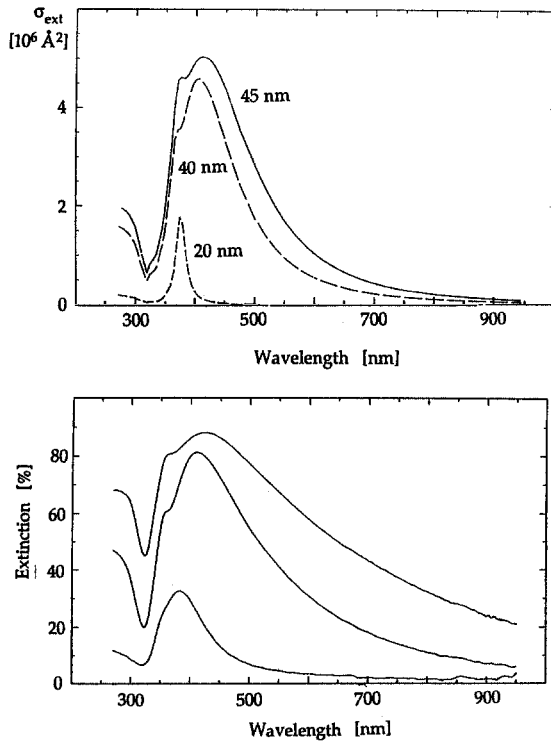 σext
[10⁶ Å²]
4
2
0
45 nm
40 nm
20 nm
300 500 700 900
Wavelength [nm]
Extinction [%]
80
60
40
20
0
300 500 700 900
Wavelength [nm]